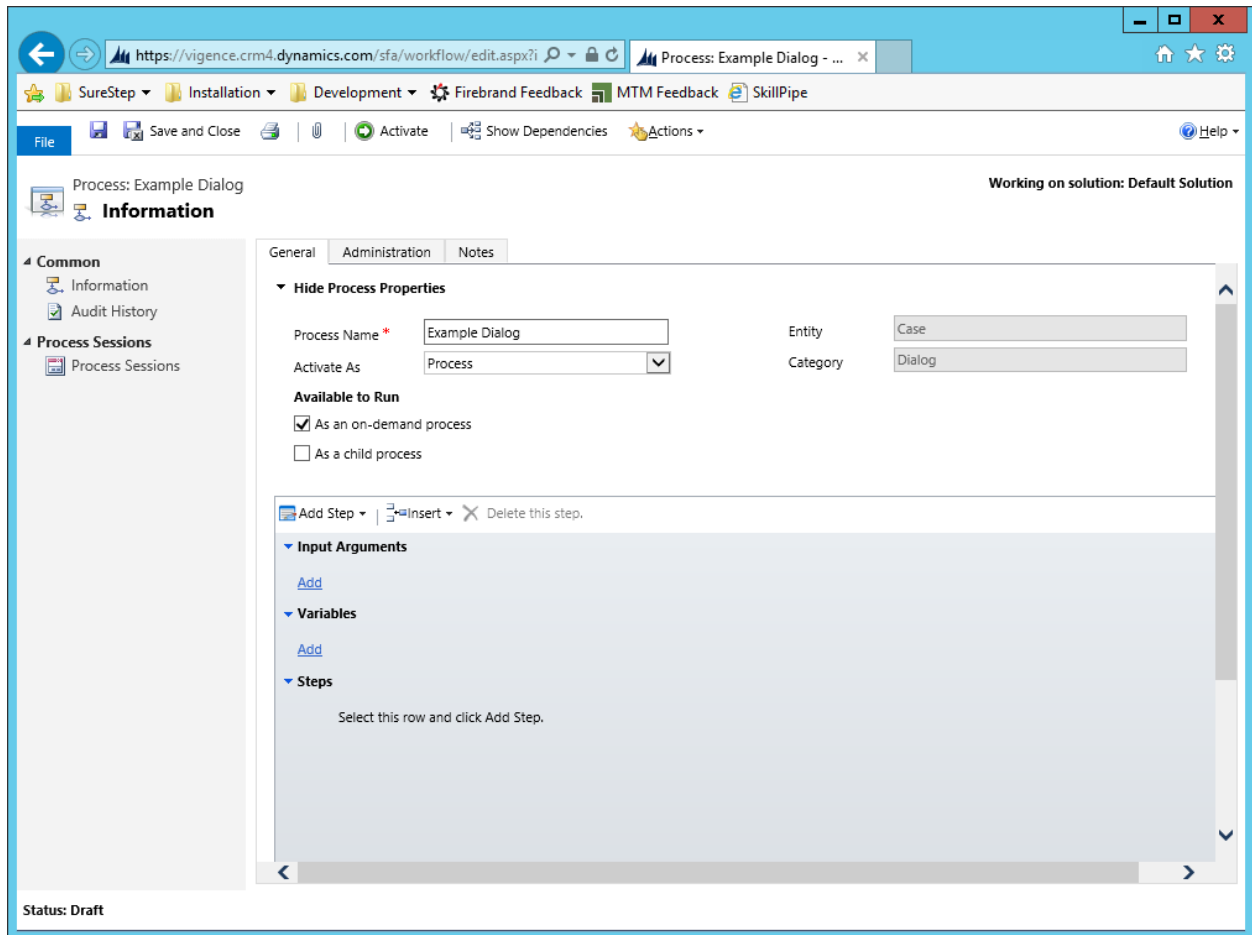 https://vigence.crm4.dynamics.com/sfa/workflow/edit.aspx?i
Process: Example Dialog - ...
SureStep Installation Development Firebrand Feedback MTM Feedback SkillPipe
File Save and Close Activate Show Dependencies Actions Help
Process: Example Dialog
Information
Working on solution: Default Solution
Common
Information
Audit History
Process Sessions
Process Sessions
General Administration Notes
Hide Process Properties
Process Name * Example Dialog Entity Case
Activate As Process Category Dialog
Available to Run
As an on-demand process
As a child process
Add Step Insert Delete this step.
Input Arguments
Add
Variables
Add
Steps
Select this row and click Add Step.
Status: Draft